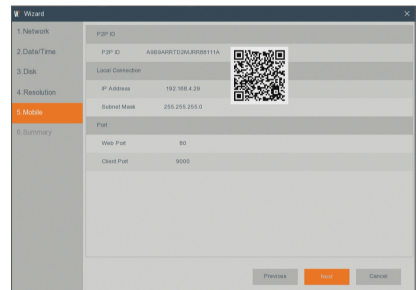 Wizard
1.Network
2.Date/Time
3.Disk
4.Resolution
5.Mobile
6.Summary
P2P ID
P2P ID A9B9ARRTD2MJRR88111A
Local Connection
IP Address 192.168.4.28
Subnet Mask 255.255.255.0
Port
Web Port 80
Client Port 9000
Previous Next Cancel